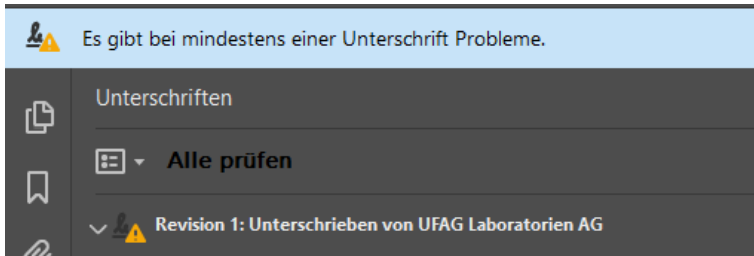 Es gibt bei mindestens einer Unterschrift Probleme.
Unterschriften
Alle prüfen
Revision 1: Unterschrieben von UFAG Laboratorien AG